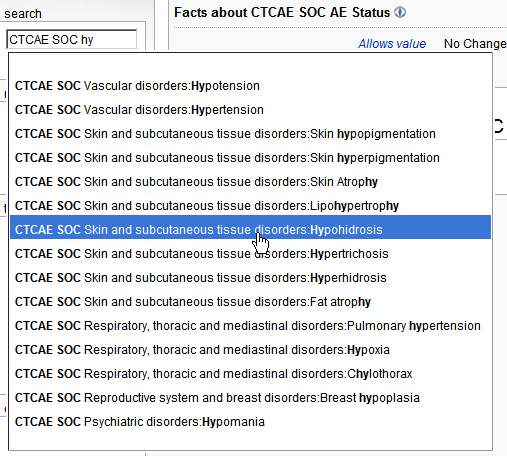 search
Facts about CTCAE SOC AE Status
CTCAE SOC hy
Allows value No Change
CTCAE SOC Vascular disorders:Hypotension
CTCAE SOC Vascular disorders:Hypertension
CTCAE SOC Skin and subcutaneous tissue disorders:Skin hypopigmentation
CTCAE SOC Skin and subcutaneous tissue disorders:Skin hyperpigmentation
CTCAE SOC Skin and subcutaneous tissue disorders:Skin Atrophy
CTCAE SOC Skin and subcutaneous tissue disorders:Lipohypertrophy
CTCAE SOC Skin and subcutaneous tissue disorders:Hypohidrosis
CTCAE SOC Skin and subcutaneous tissue disorders:Hypertrichosis
CTCAE SOC Skin and subcutaneous tissue disorders:Hyperhidrosis
CTCAE SOC Skin and subcutaneous tissue disorders:Fat atrophy
CTCAE SOC Respiratory, thoracic and mediastinal disorders:Pulmonary hypertension
CTCAE SOC Respiratory, thoracic and mediastinal disorders:Hypoxia
CTCAE SOC Respiratory, thoracic and mediastinal disorders:Chylothorax
CTCAE SOC Reproductive system and breast disorders:Breast hypoplasia
CTCAE SOC Psychiatric disorders:Hypomania